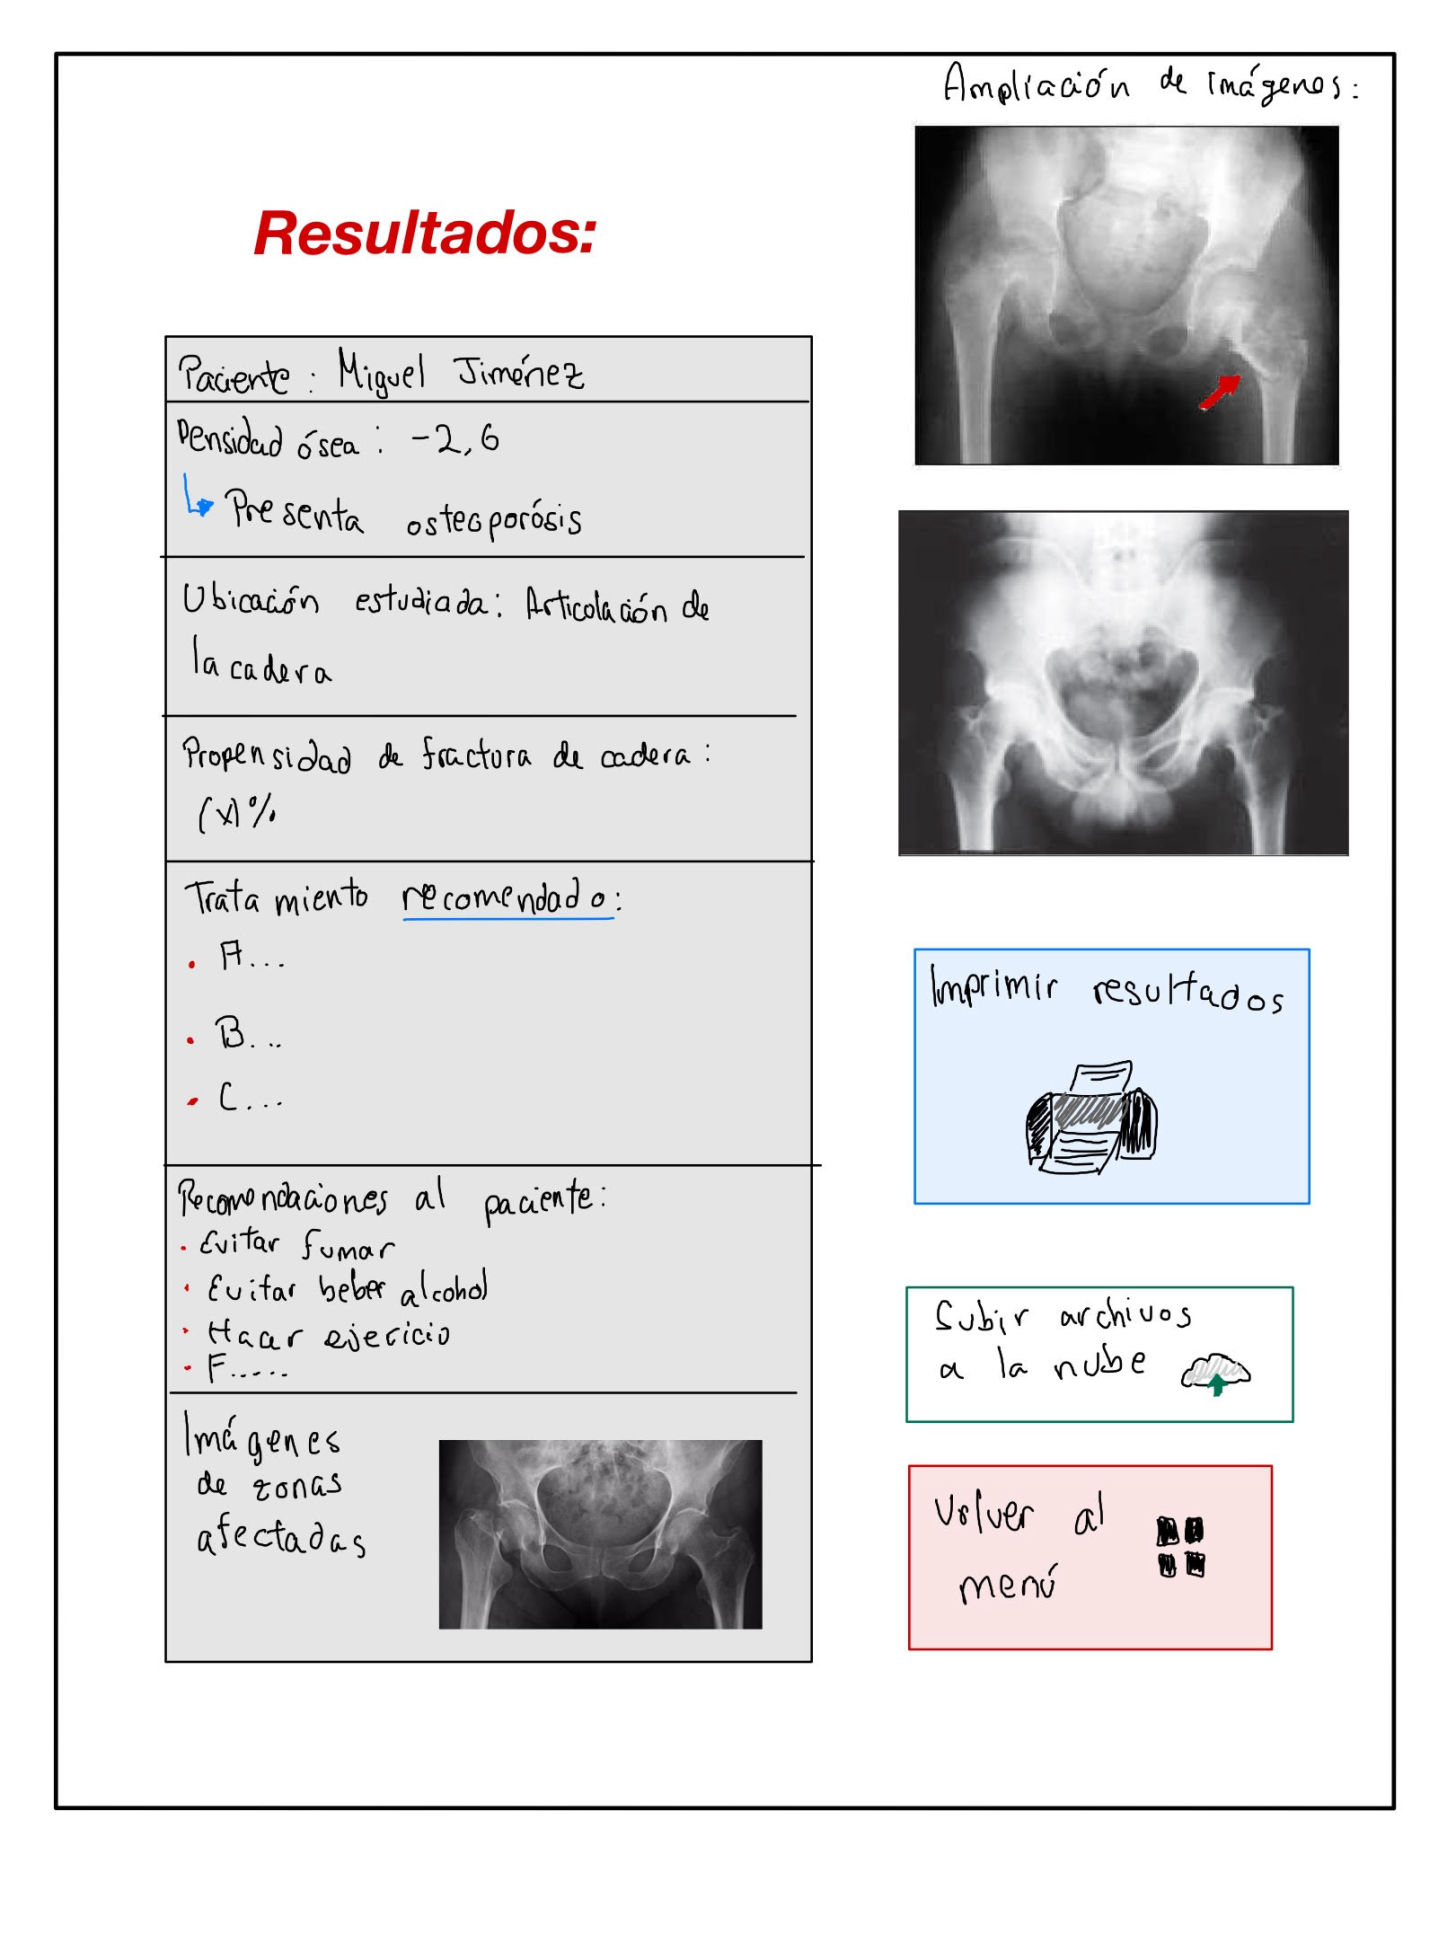 Ampliación de imágenes:
Resultados:
Paciente: Miguel Jiménez
Densidad ósea: -2,6
Presenta osteoporósis
Ubicación estudiada: Articulación de
la cadera
Propensidad de fractura de cadera:
(x)%
Tratamiento recomendado:
• A...
• B...
• C...
Recomendaciones al paciente:
• Evitar fumar
• Evitar beber alcohol
• Hacer ejericio
• F.....
Imágenes
de zonas
afectadas
Imprimir resultados
Subir archivos
a la nube
Volver al
menú